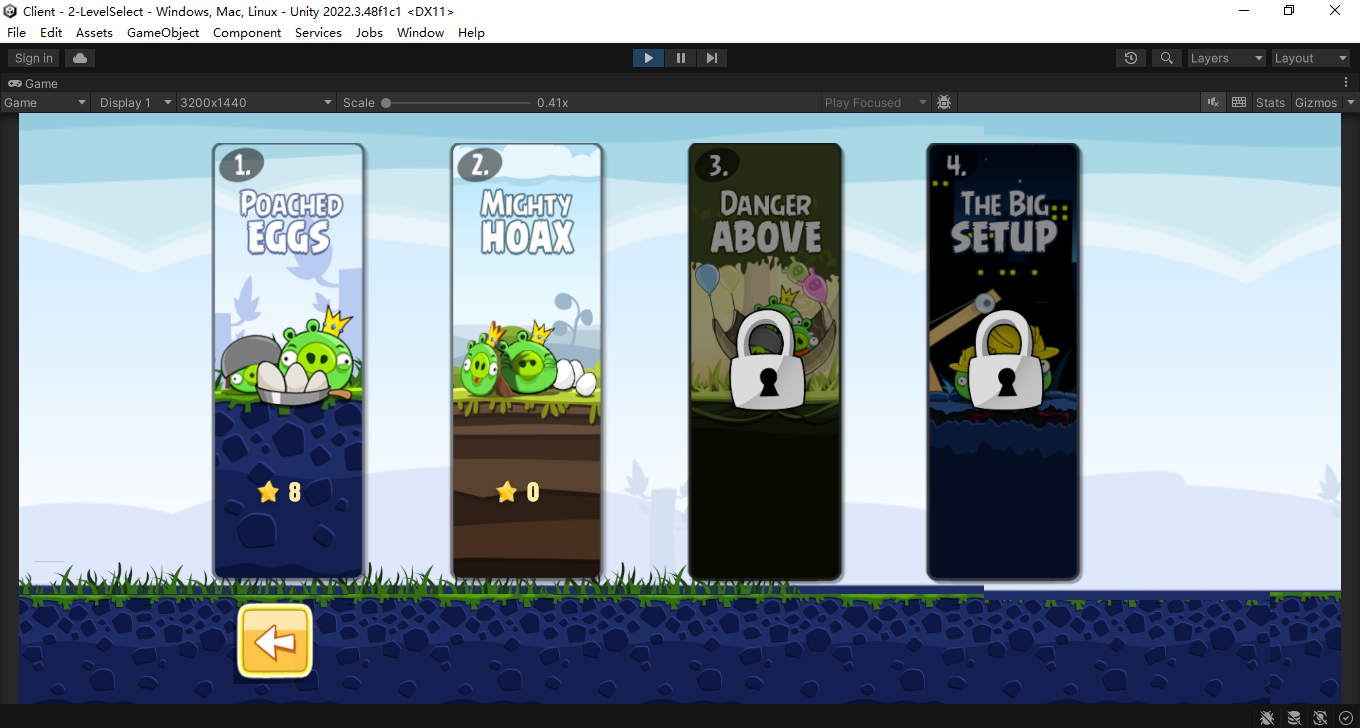 Client - 2-LevelSelect - Windows, Mac, Linux - Unity 2022.3.48f1c1 <DX11>
File Edit Assets GameObject Component Services Jobs Window Help
Sign in Layers Layout
Game
Game Display 1 3200x1440 Scale 0.41x Play Focused Stats Gizmos
1.
POACHED
EGGS
8
2.
MIGHTY
HOAX
0
3.
DANGER
ABOVE
4.
THE BIG
SETUP